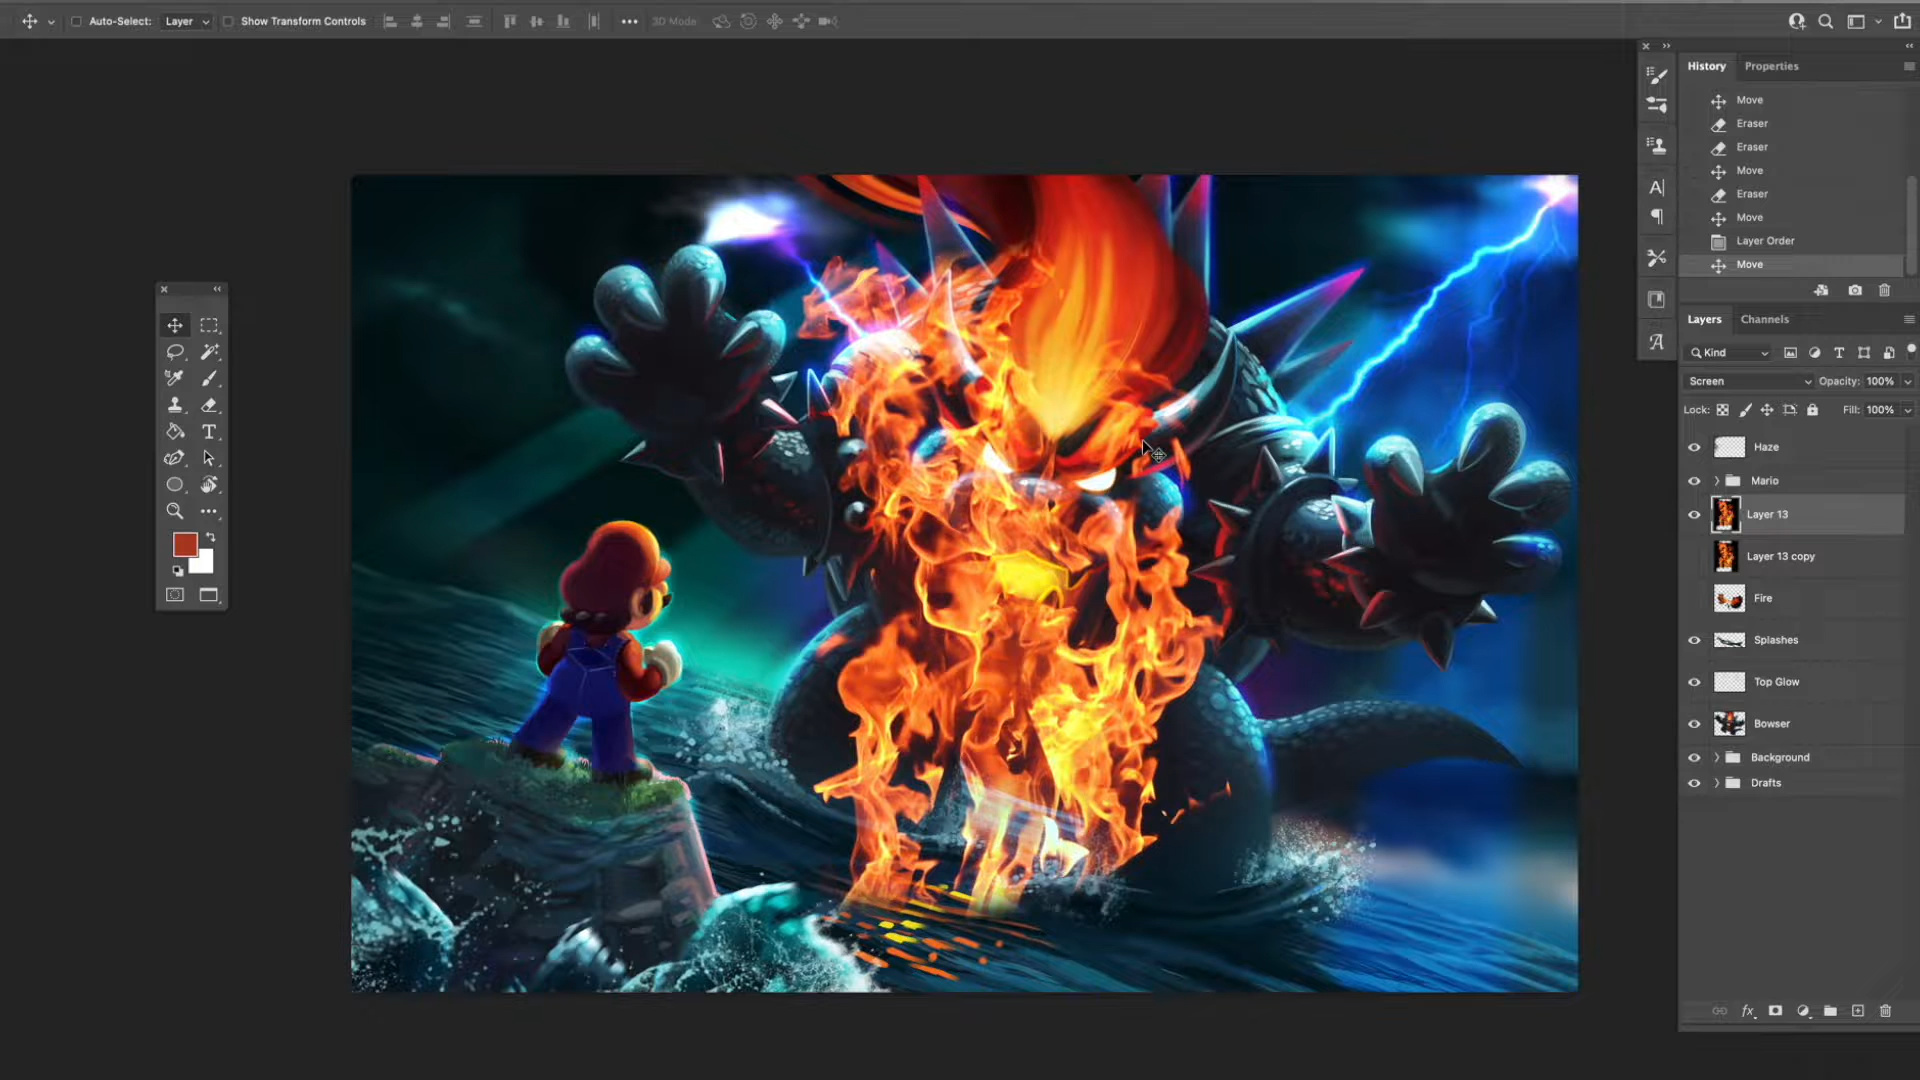 Auto-Select: Layer Show Transform Controls ••• 3D Mode
History Properties
Move
Eraser
Eraser
Move
Eraser
Move
Layer Order
Move
Layers Channels
Kind
Screen Opacity: 100%
Lock: Fill: 100%
Haze
Mario
Layer 13
Layer 13 copy
Fire
Splashes
Top Glow
Bowser
Background
Drafts
fx